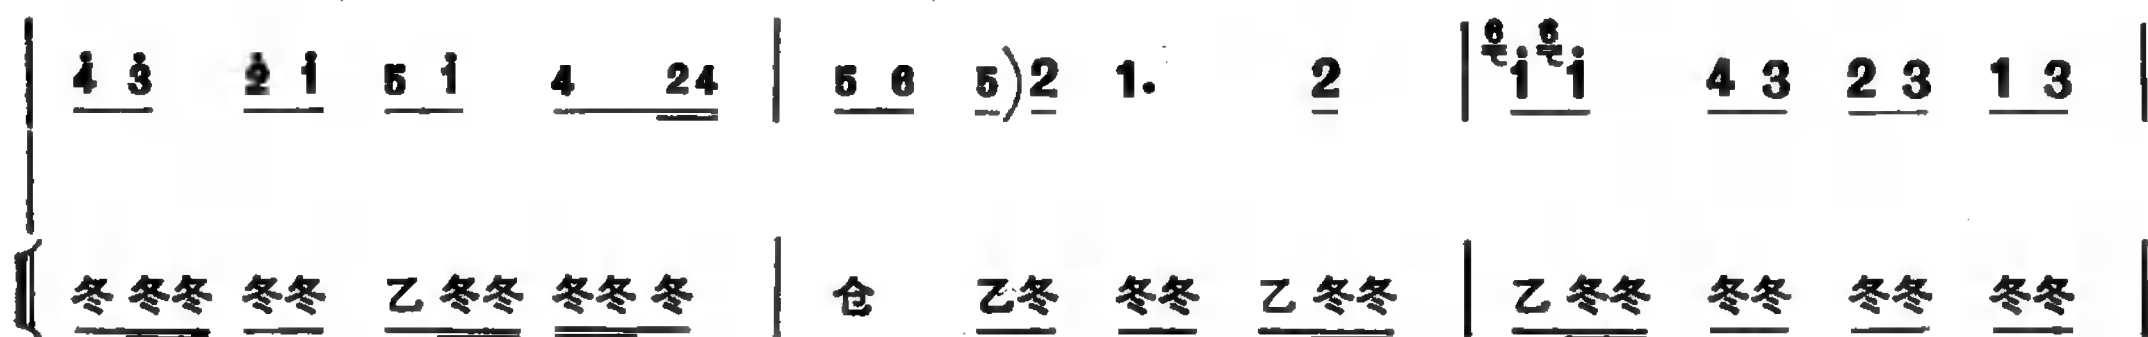 4̇ 3̇ 2̇ 1̇ 5 1̇ 4 24 | 5 6 5)2 1. 2 | 6 1̇ 6 1̇ 4 3 2 3 1 3 |
冬 冬冬 冬冬 乙 冬冬 冬冬 冬 | 仓 乙冬 冬冬 乙 冬冬 | 乙 冬冬 冬冬 冬冬 冬冬 |